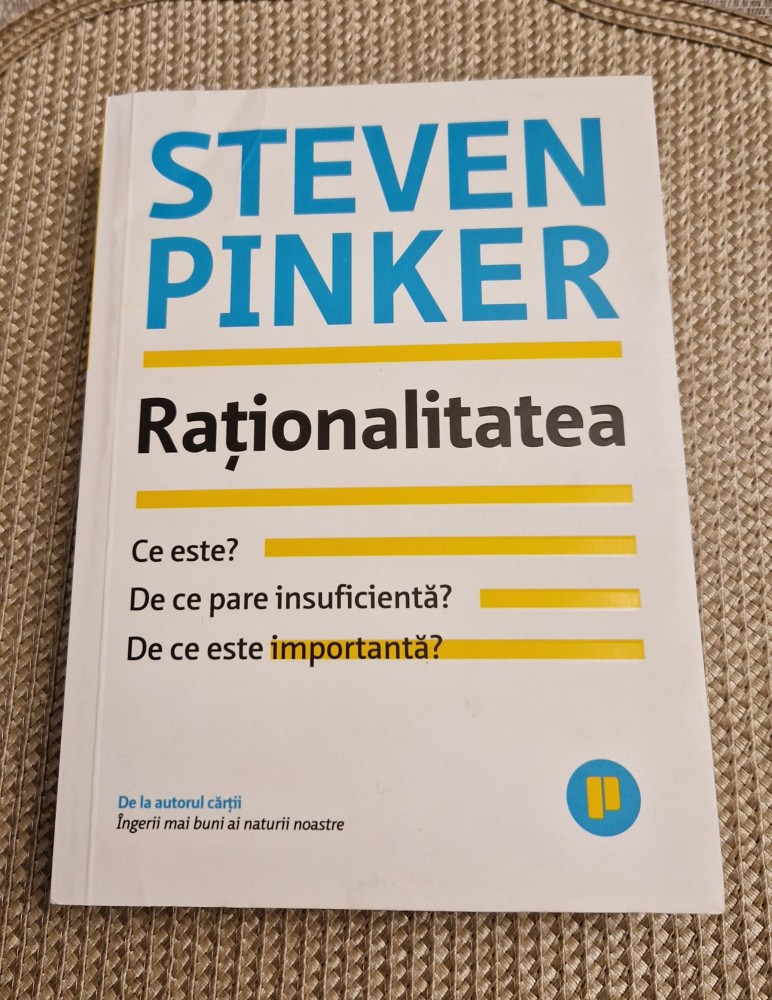 STEVEN
PINKER
Raționalitatea
Ce este?
De ce pare insuficientă?
De ce este importantă?
De la autorul cărții
Îngerii mai buni ai naturii noastre
P